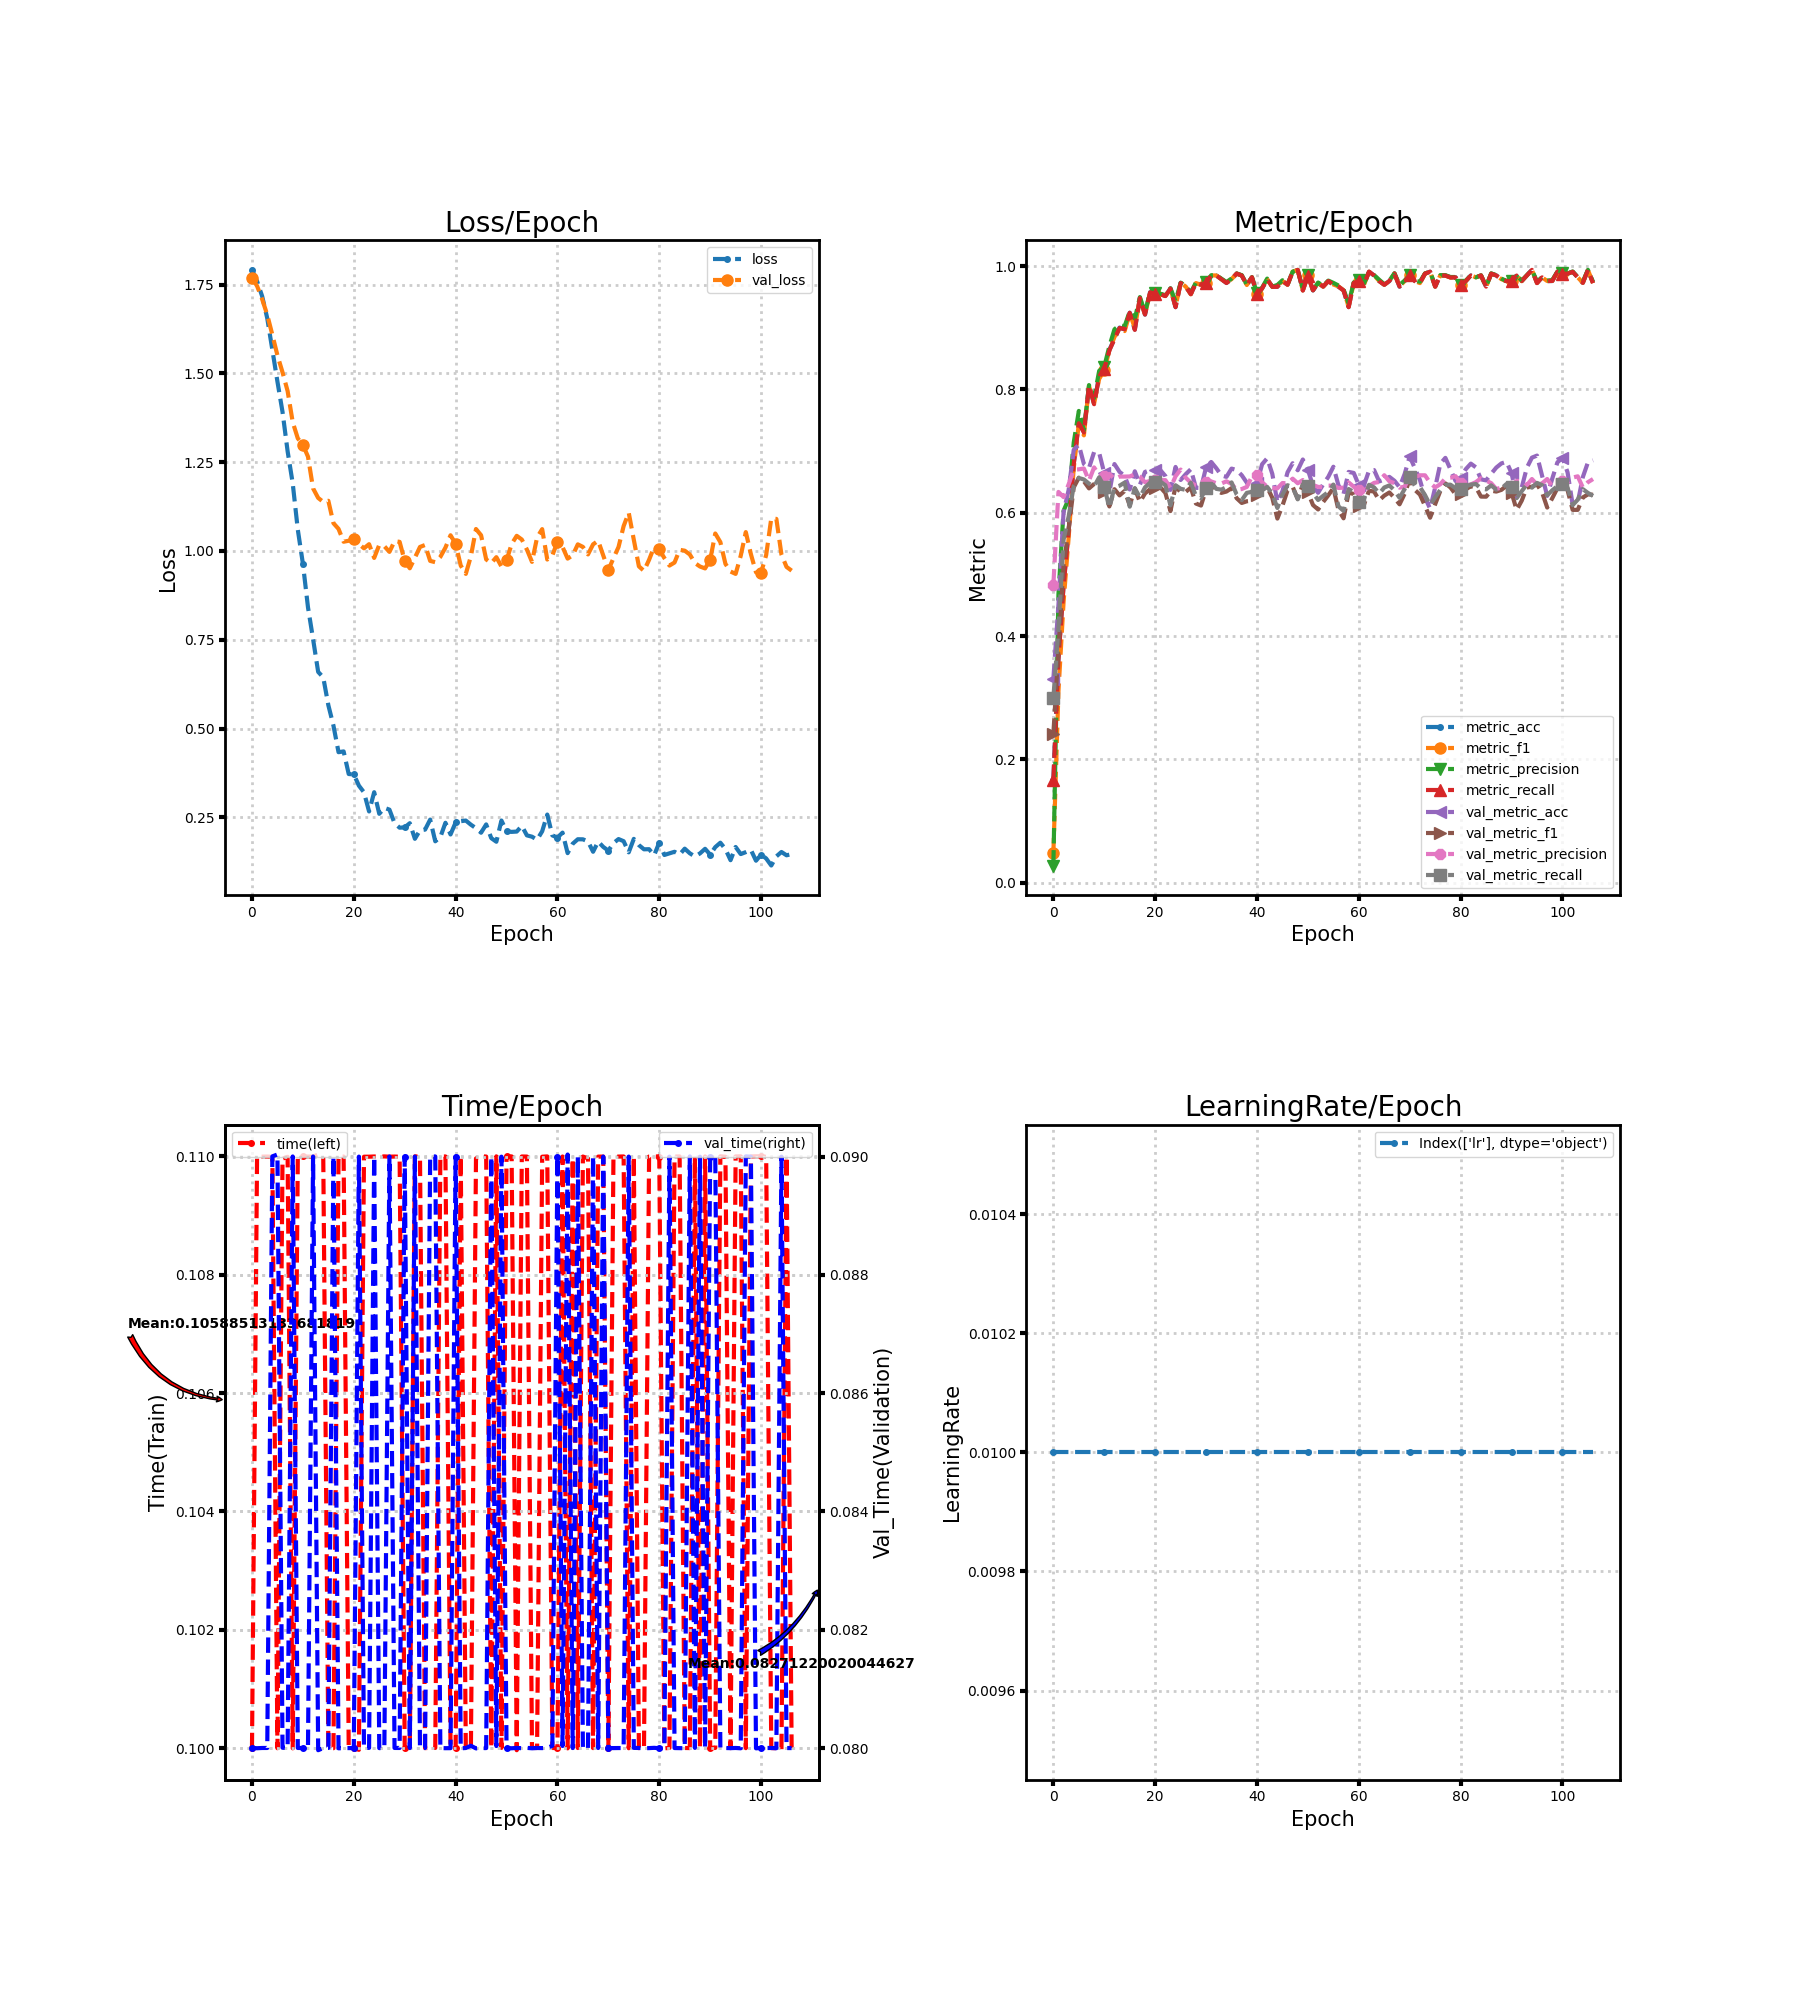 Loss/Epoch
loss
val_loss
1.75
1.50
1.25
1.00
0.75
0.50
0.25
Loss
0 20 40 60 80 100
Epoch
Metric/Epoch
1.0
0.8
0.6
0.4
0.2
0.0
Metric
metric_acc
metric_f1
metric_precision
metric_recall
val_metric_acc
val_metric_f1
val_metric_precision
val_metric_recall
0 20 40 60 80 100
Epoch
Time/Epoch
time(left)
val_time(right)
0.110
0.108
0.106
0.104
0.102
0.100
Time(Train)
0.090
0.088
0.086
0.084
0.082
0.080
Val_Time(Validation)
Mean:0.08271220020044627
0 20 40 60 80 100
Epoch
LearningRate/Epoch
Index(['lr'], dtype='object')
0.0104
0.0102
0.0100
0.0098
0.0096
LearningRate
0 20 40 60 80 100
Epoch